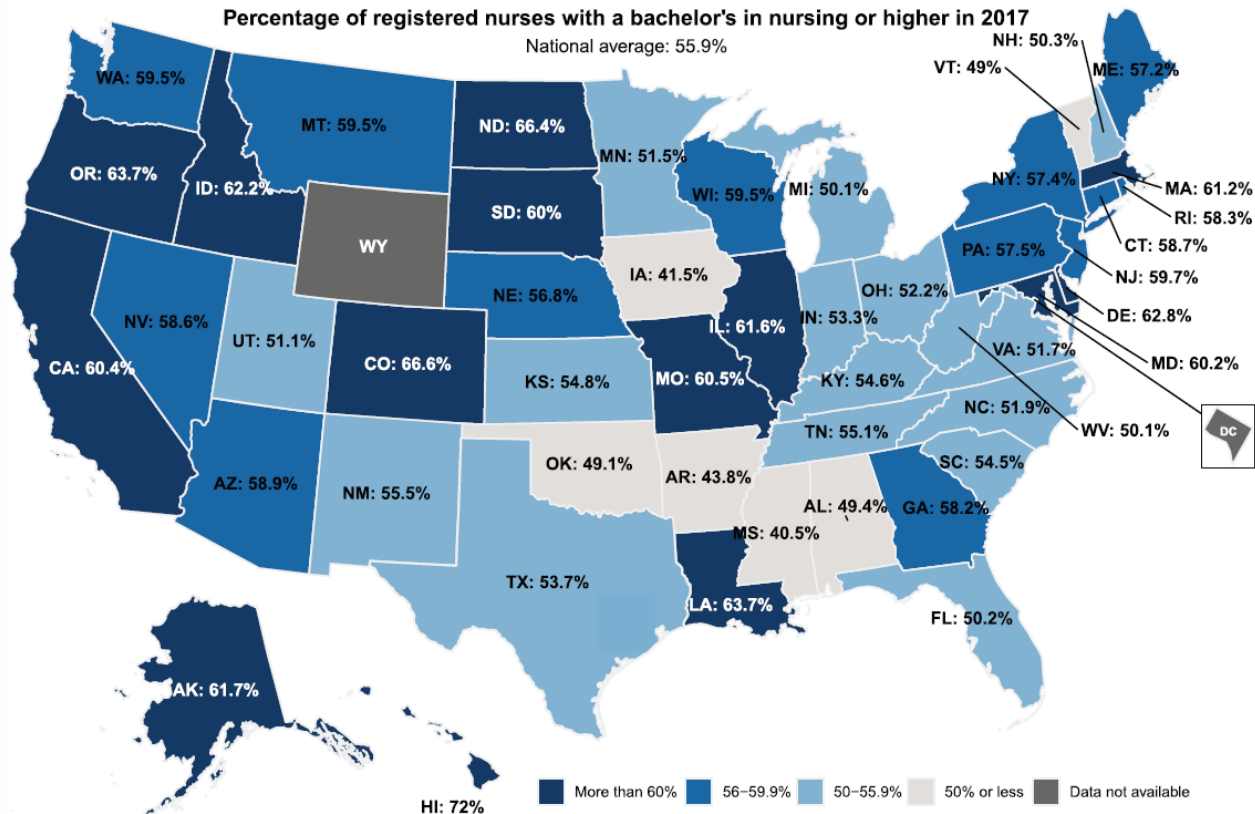 Percentage of registered nurses with a bachelor's in nursing or higher in 2017
National average: 55.9%
NH: 50.3%
VT: 49%
ME: 57.2%
WA: 59.5%
MT: 59.5%
ND: 66.4%
MN: 51.5%
OR: 63.7%
ID: 62.2%
SD: 60%
WI: 59.5%
MI: 50.1%
NY: 57.4%
MA: 61.2%
RI: 58.3%
CT: 58.7%
WY
PA: 57.5%
NJ: 59.7%
IA: 41.5%
NE: 56.8%
OH: 52.2%
DE: 62.8%
NV: 58.6%
UT: 51.1%
IL: 61.6%
IN: 53.3%
VA: 51.7%
MD: 60.2%
CA: 60.4%
CO: 66.6%
KS: 54.8%
MO: 60.5%
KY: 54.6%
NC: 51.9%
WV: 50.1%
DC
TN: 55.1%
OK: 49.1%
AR: 43.8%
SC: 54.5%
AZ: 58.9%
NM: 55.5%
MS: 40.5%
AL: 49.4%
GA: 58.2%
TX: 53.7%
LA: 63.7%
FL: 50.2%
AK: 61.7%
HI: 72%
More than 60%
56–59.9%
50–55.9%
50% or less
Data not available